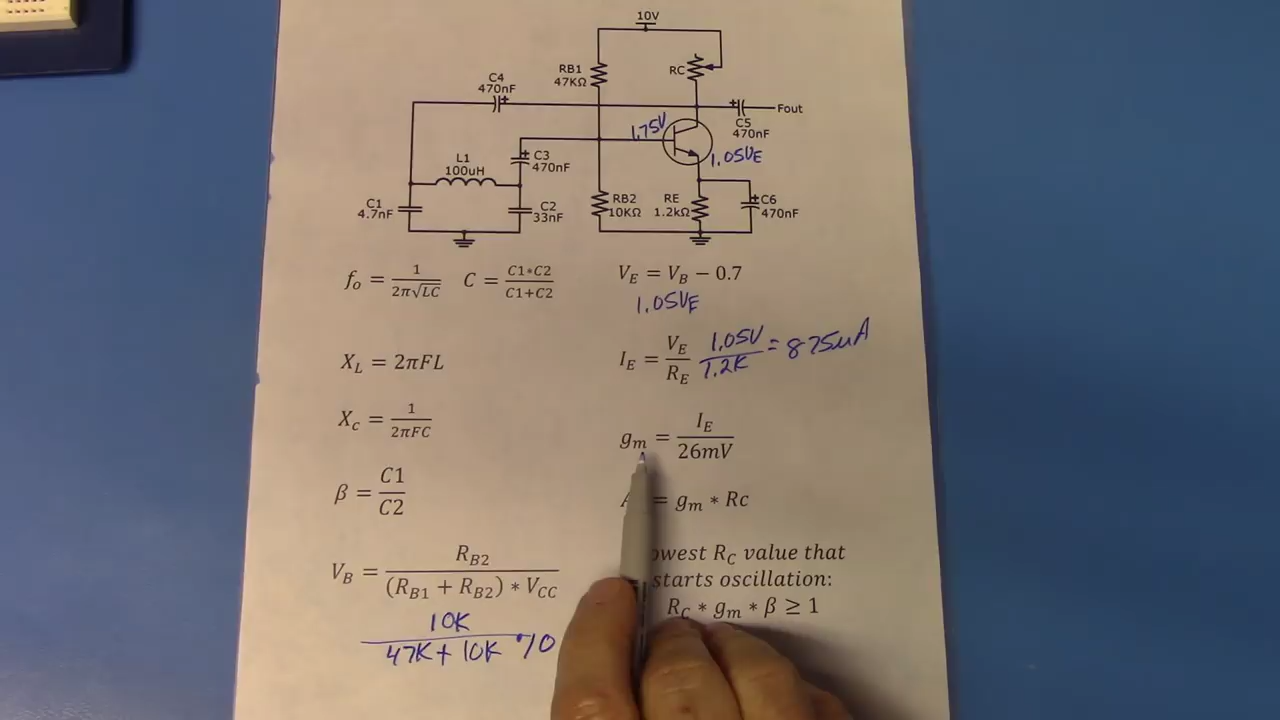 10V
RB1
47KΩ
RC
C4
470nF
Fout
C5
470nF
1.75V
1.05VE
C3
470nF
L1
100uH
C1
4.7nF
C2
33nF
RB2
10KΩ
RE
1.2kΩ
C6
470nF
f_o = 1 / 2π√LC C = C1*C2 / C1+C2
V_E = V_B − 0.7
1.05VE
I_E = V_E / R_E 1.05V / 1.2K = 875uA
X_L = 2πFL
X_c = 1 / 2πFC
g_m = I_E / 26mV
= g_m * Rc
β = C1 / C2
V_B = R_B2 / (R_B1 + R_B2) * V_CC
10K / 47K + 10K * 10
R_C value that
starts oscillation:
R_C * g_m * β ≥ 1